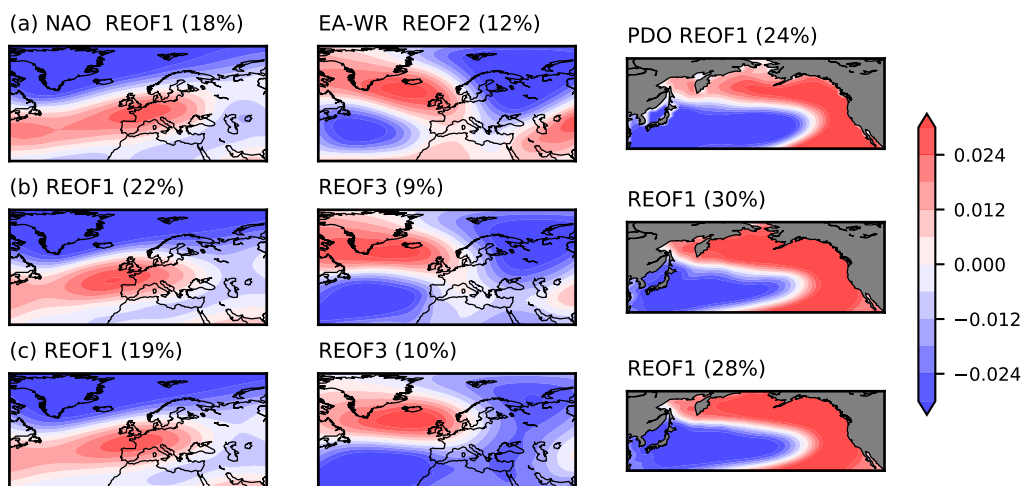 (a) NAO  REOF1 (18%)
EA-WR  REOF2 (12%)
PDO REOF1 (24%)
(b) REOF1 (22%)
REOF3 (9%)
REOF1 (30%)
(c) REOF1 (19%)
REOF3 (10%)
REOF1 (28%)
0.024
0.012
0.000
−0.012
−0.024